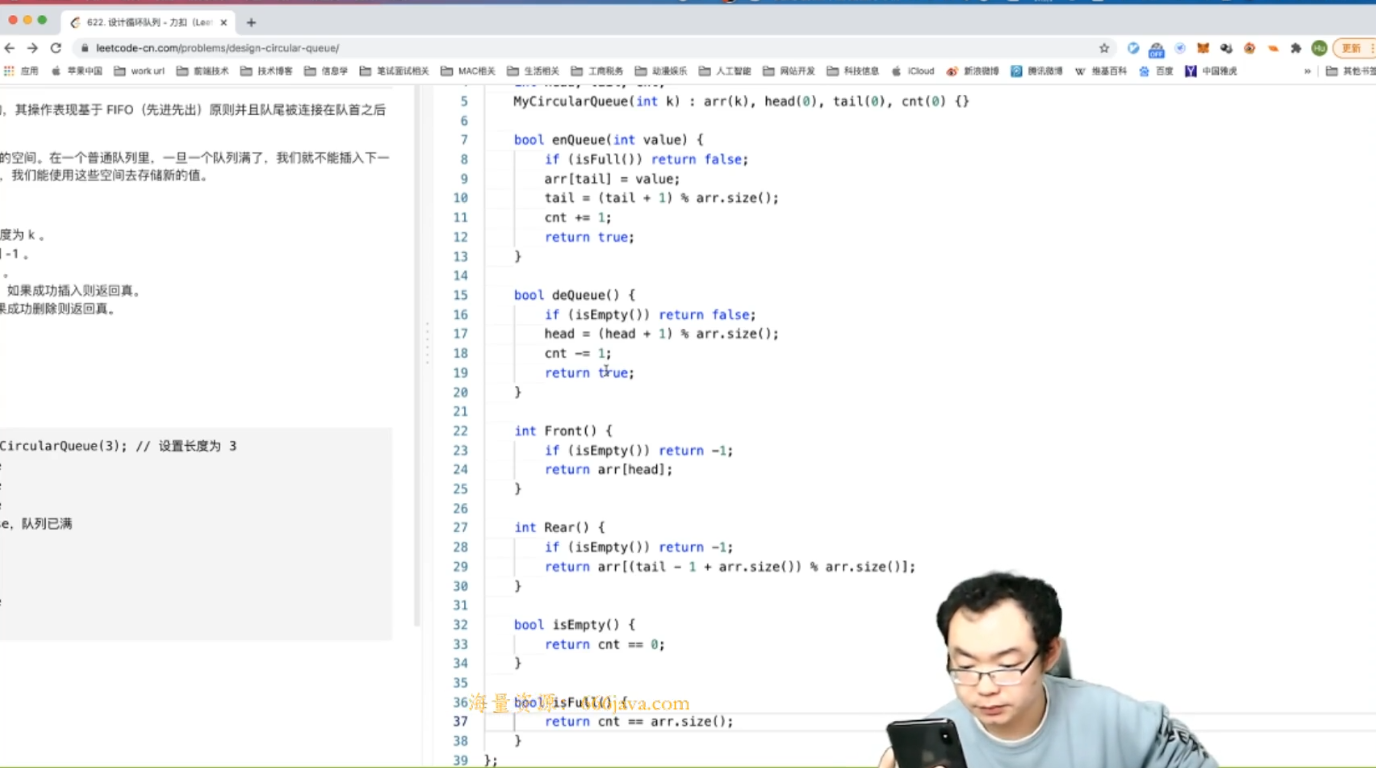 622. 设计循环队列 - 力扣 (Lee
leetcode-cn.com/problems/design-circular-queue/
OFF
Hu
更新
应用 苹果中国 work url 前端技术 技术博客 信息学 笔试面试相关 MAC相关 生活相关 工商税务 动漫娱乐 人工智能 网站开发 科技信息 iCloud 新浪微博 腾讯微博 维基百科 百度 中国雅虎 » 其他书签
，其操作表现基于 FIFO（先进先出）原则并且队尾被连接在队首之后
的空间。在一个普通队列里，一旦一个队列满了，我们就不能插入下一
，我们能使用这些空间去存储新的值。
度为 k 。
-1 。
。
如果成功插入则返回真。
果成功删除则返回真。
CircularQueue(3); // 设置长度为 3
se，队列已满
5 MyCircularQueue(int k) : arr(k), head(0), tail(0), cnt(0) {}
6
7 bool enQueue(int value) {
8 if (isFull()) return false;
9 arr[tail] = value;
10 tail = (tail + 1) % arr.size();
11 cnt += 1;
12 return true;
13 }
14
15 bool deQueue() {
16 if (isEmpty()) return false;
17 head = (head + 1) % arr.size();
18 cnt -= 1;
19 return true;
20 }
21
22 int Front() {
23 if (isEmpty()) return -1;
24 return arr[head];
25 }
26
27 int Rear() {
28 if (isEmpty()) return -1;
29 return arr[(tail - 1 + arr.size()) % arr.size()];
30 }
31
32 bool isEmpty() {
33 return cnt == 0;
34 }
35
36 bool isFull() {
海量资源：666java.com
37 return cnt == arr.size();
38 }
39 };